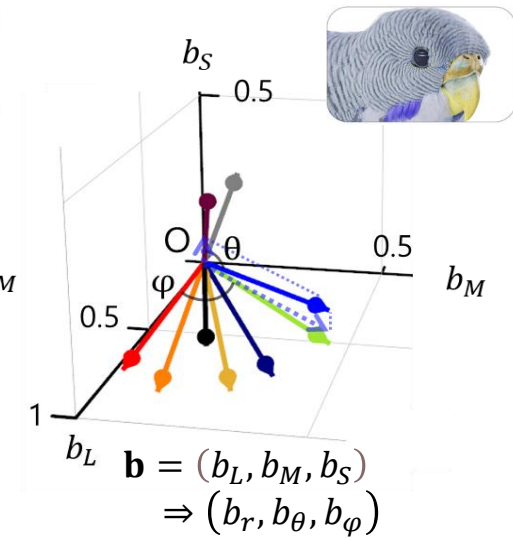 b_S
0.5
O
θ
0.5
b_M
M
φ
0.5
1
b_L
b = (b_L, b_M, b_S)
⇒ (b_r, b_θ, b_φ)